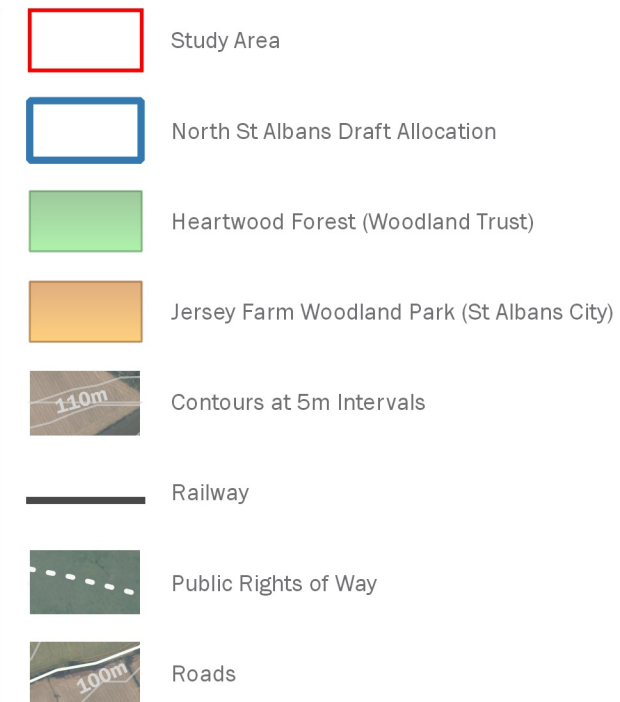 Study Area
North St Albans Draft Allocation
Heartwood Forest (Woodland Trust)
Jersey Farm Woodland Park (St Albans City)
110m
Contours at 5m Intervals
Railway
Public Rights of Way
100m
Roads